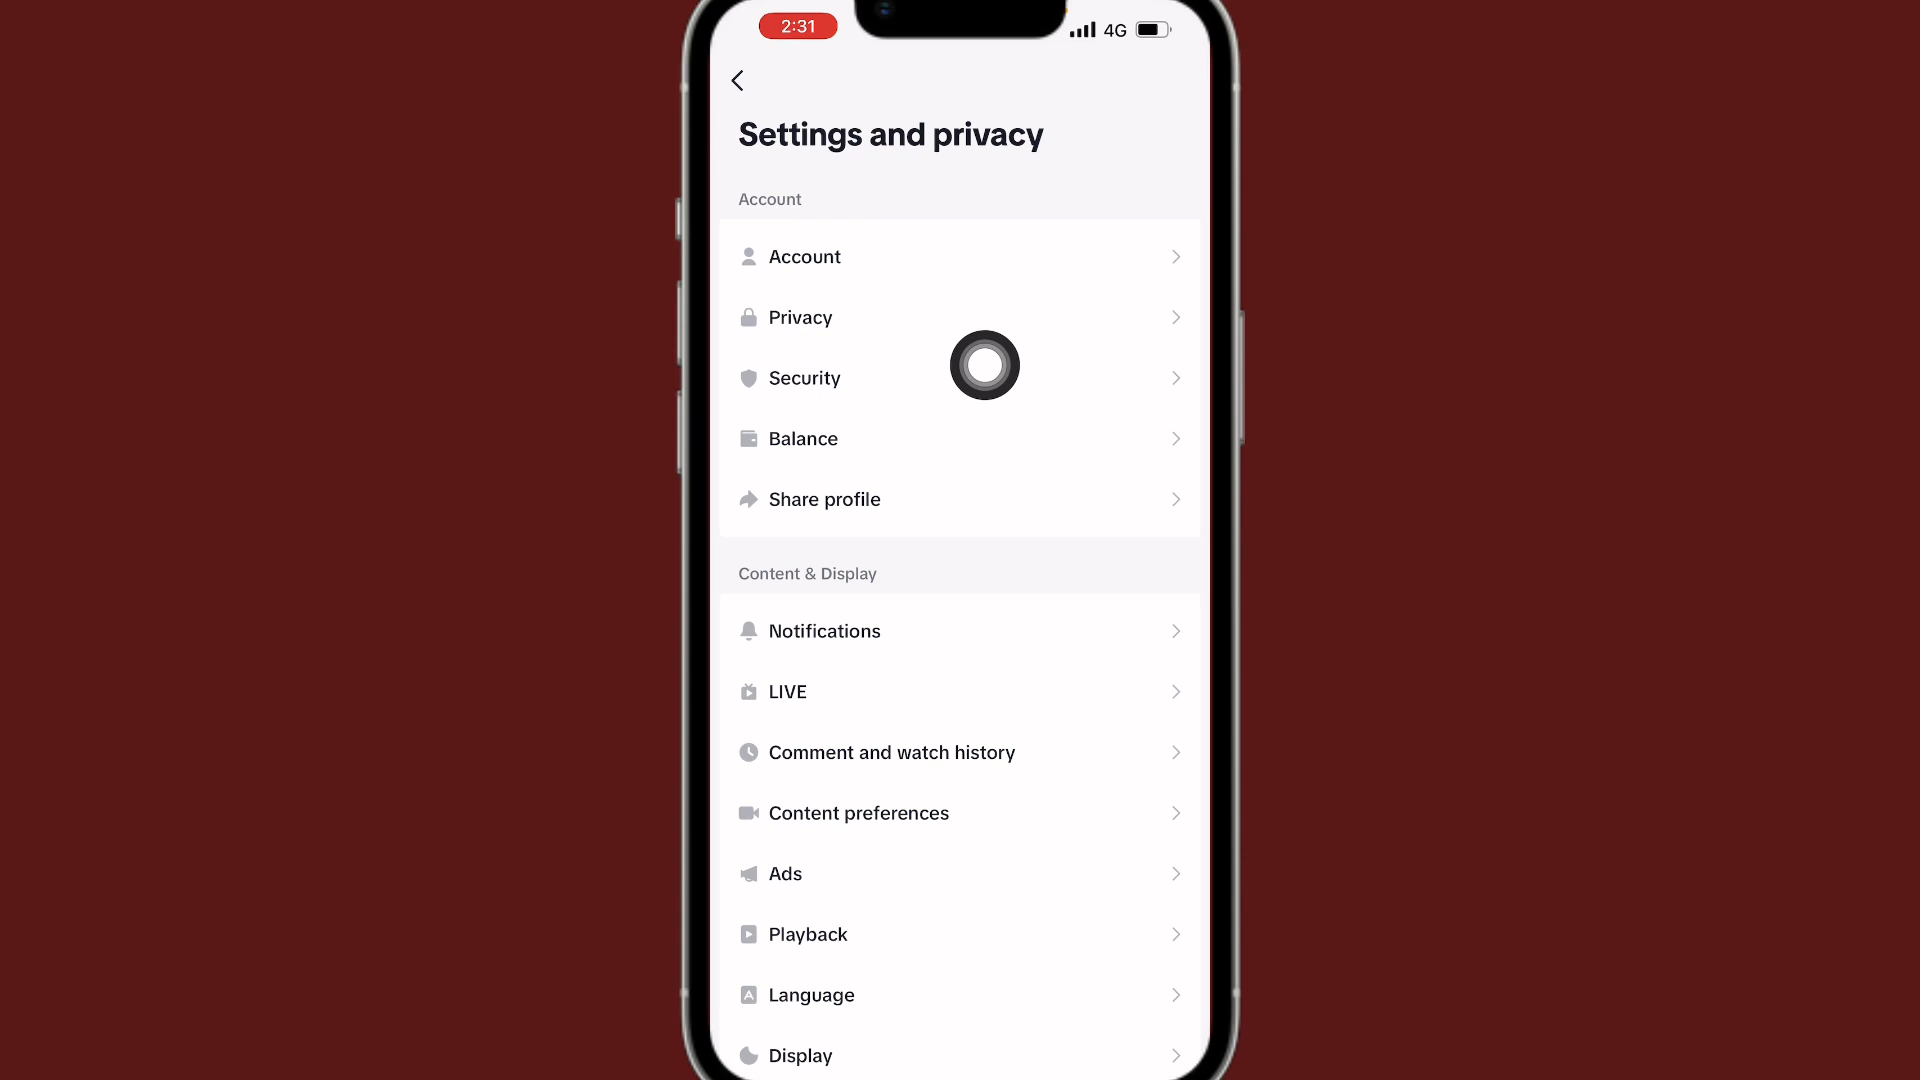 2:31
4G
Settings and privacy
Account
Account
Privacy
Security
Balance
Share profile
Content & Display
Notifications
LIVE
Comment and watch history
Content preferences
Ads
Playback
Language
Display